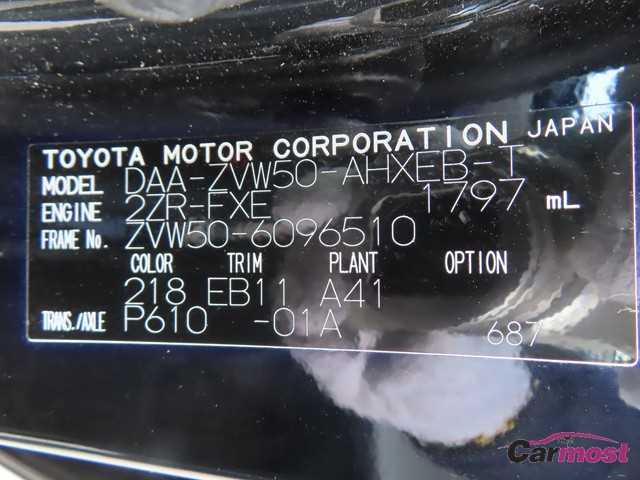 TOYOTA MOTOR CORPORATION JAPAN
MODEL DAA-ZVW50-AHXEB-T
ENGINE 2ZR-FXE 1797 mL
FRAME No. ZVW50-6096510
COLOR TRIM PLANT OPTION
218 EB11 A41
TRANS./AXLE P610 -01A 687
Carmost